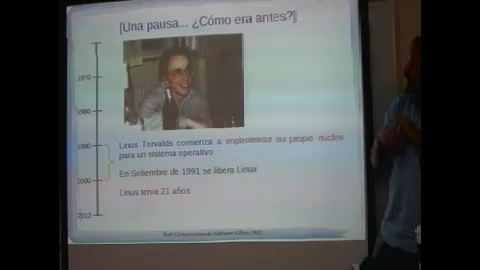 [Una pausa... ¿Cómo era antes?]
1970
1980
1990
2000
2012
Linus Torvalds comienza a implementar su propio núcleo
para un sistema operativo
En Setiembre de 1991 se libera Linux
Linus tenía 21 años